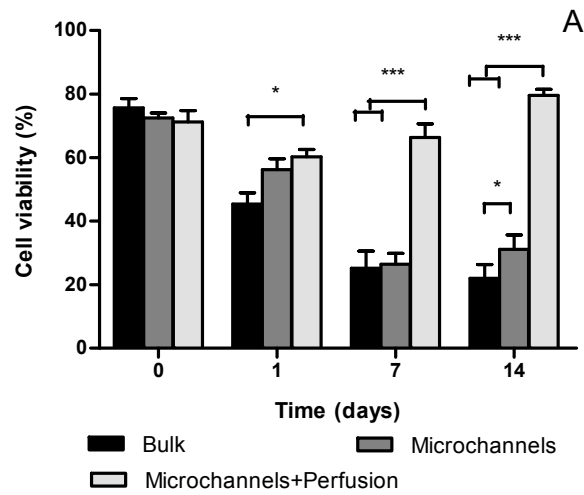 A
100
80
60
40
20
0
Cell viability (%)
*
***
***
*
0 1 7 14
Time (days)
Bulk
Microchannels
Microchannels+Perfusion